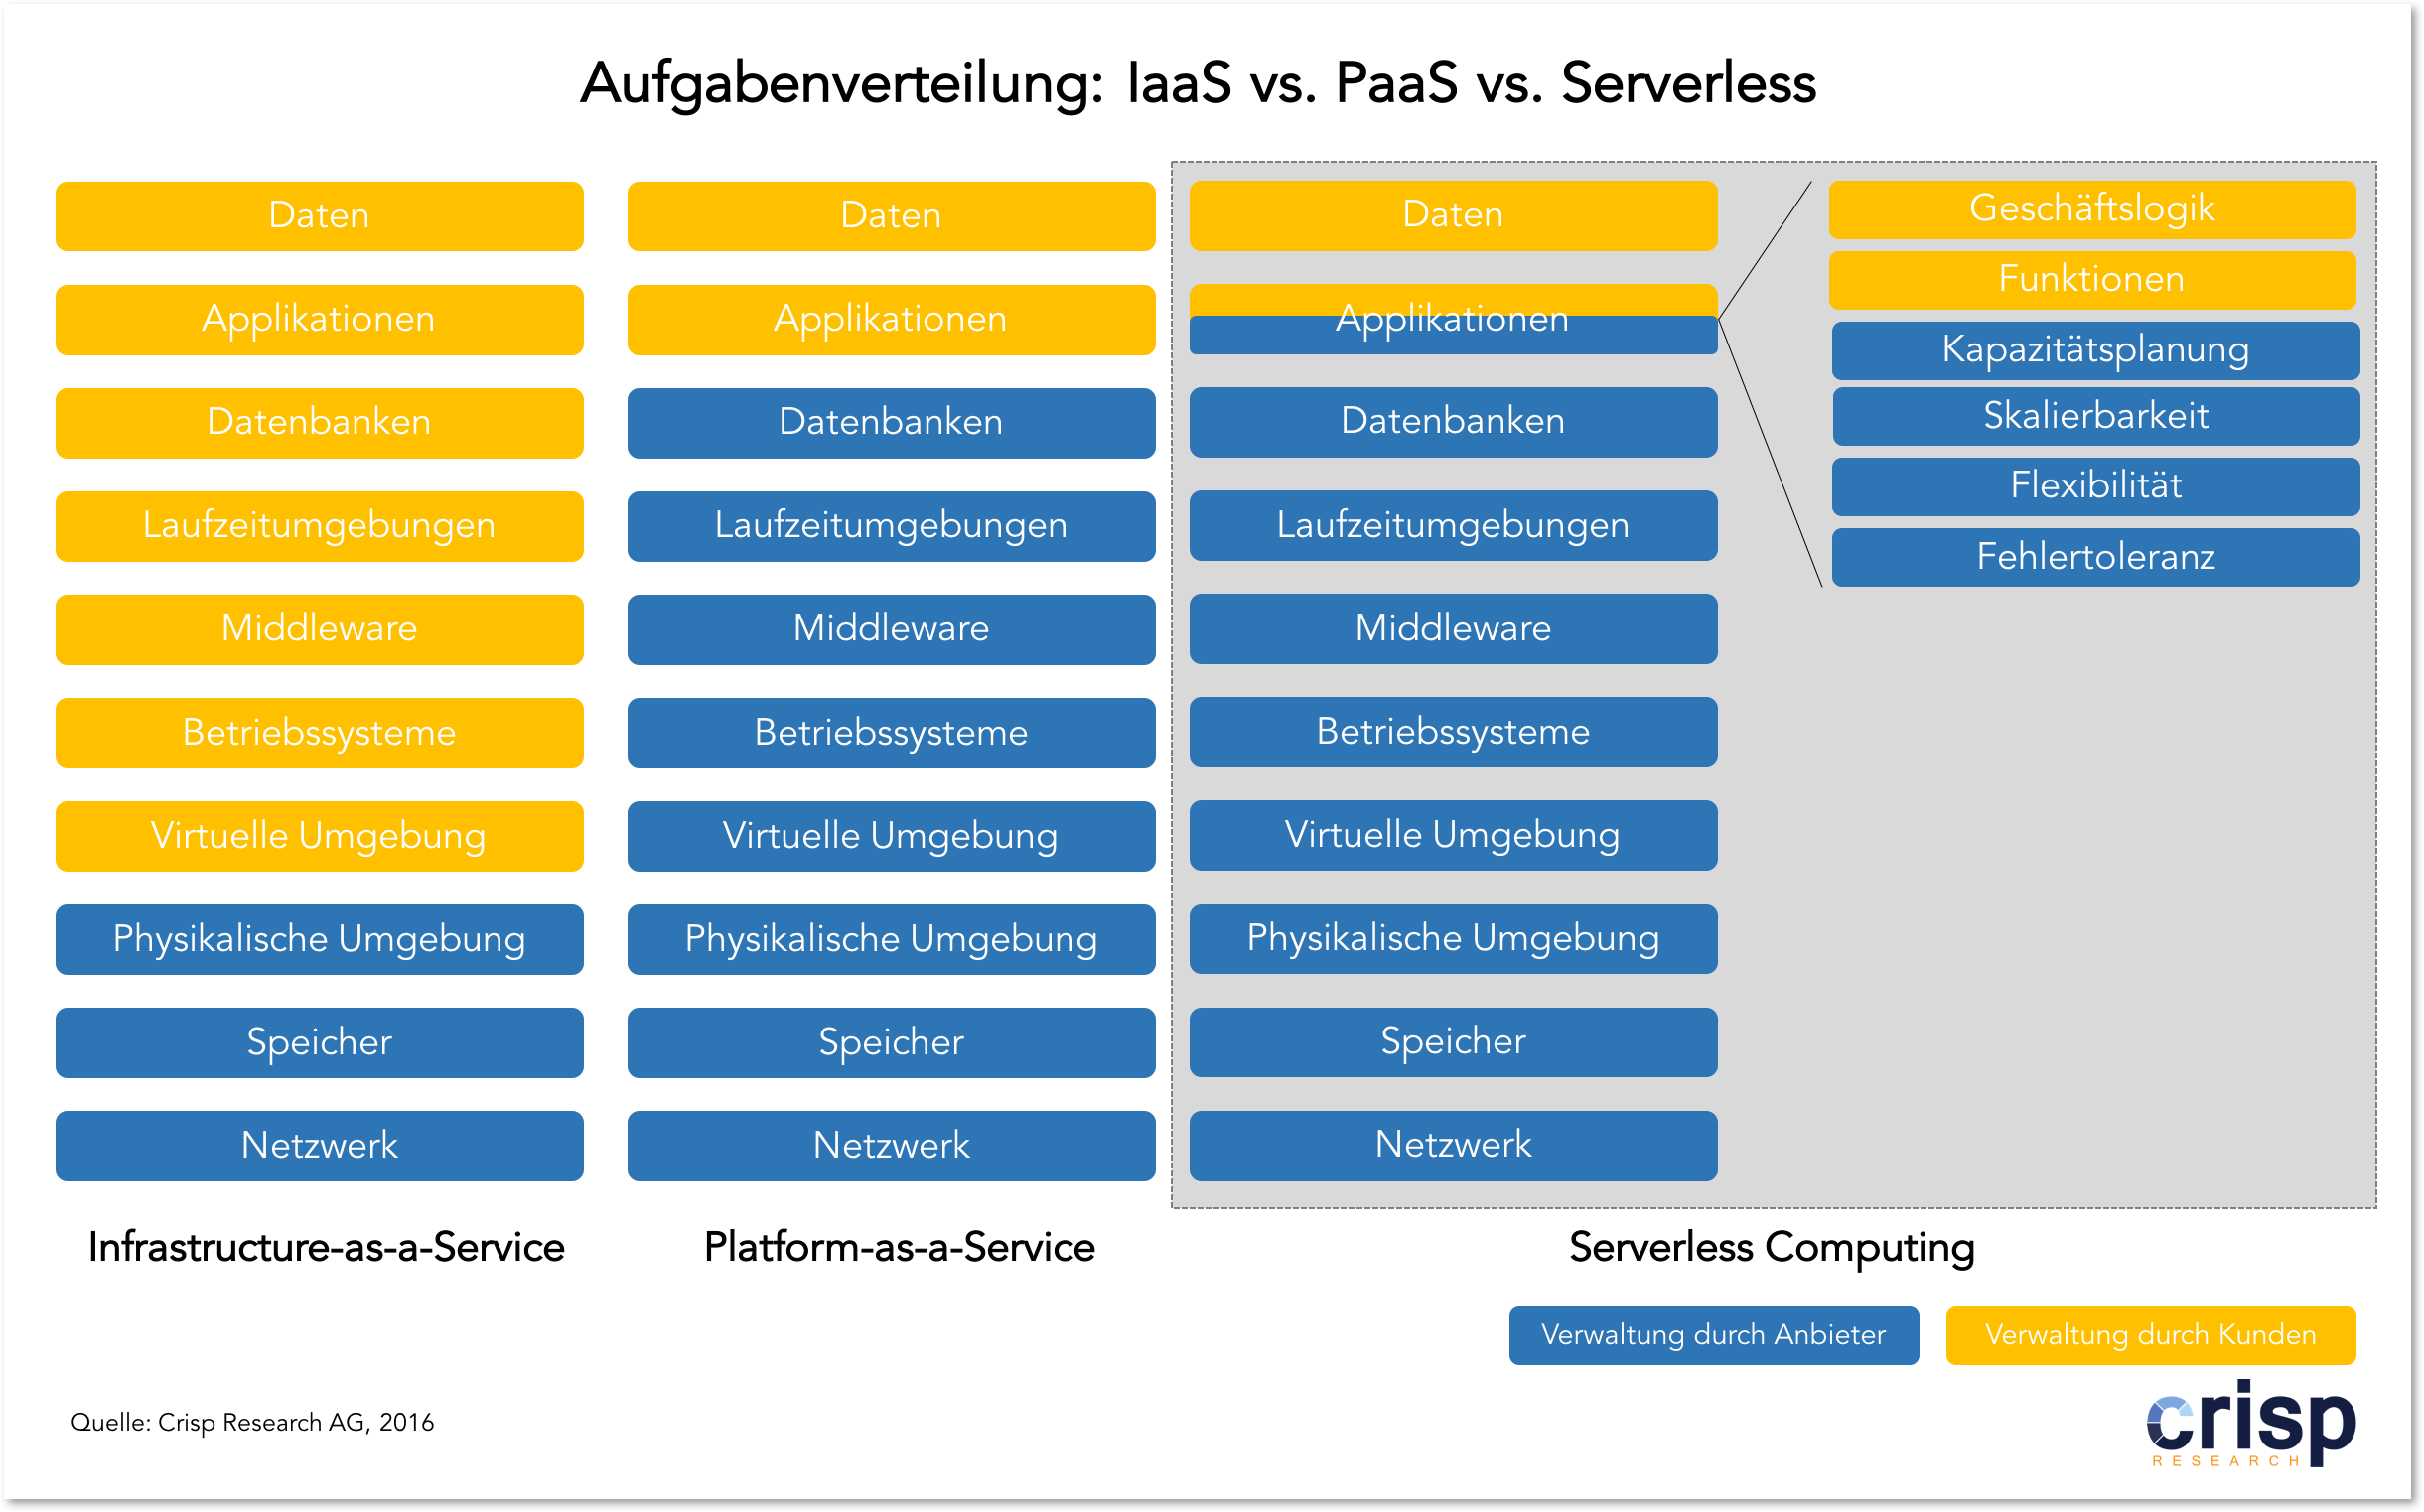 Aufgabenverteilung: IaaS vs. PaaS vs. Serverless
Daten
Applikationen
Datenbanken
Laufzeitumgebungen
Middleware
Betriebssysteme
Virtuelle Umgebung
Physikalische Umgebung
Speicher
Netzwerk
Infrastructure-as-a-Service
Daten
Applikationen
Datenbanken
Laufzeitumgebungen
Middleware
Betriebssysteme
Virtuelle Umgebung
Physikalische Umgebung
Speicher
Netzwerk
Platform-as-a-Service
Daten
Applikationen
Datenbanken
Laufzeitumgebungen
Middleware
Betriebssysteme
Virtuelle Umgebung
Physikalische Umgebung
Speicher
Netzwerk
Geschäftslogik
Funktionen
Kapazitätsplanung
Skalierbarkeit
Flexibilität
Fehlertoleranz
Serverless Computing
Verwaltung durch Anbieter
Verwaltung durch Kunden
Quelle: Crisp Research AG, 2016
crisp
RESEARCH